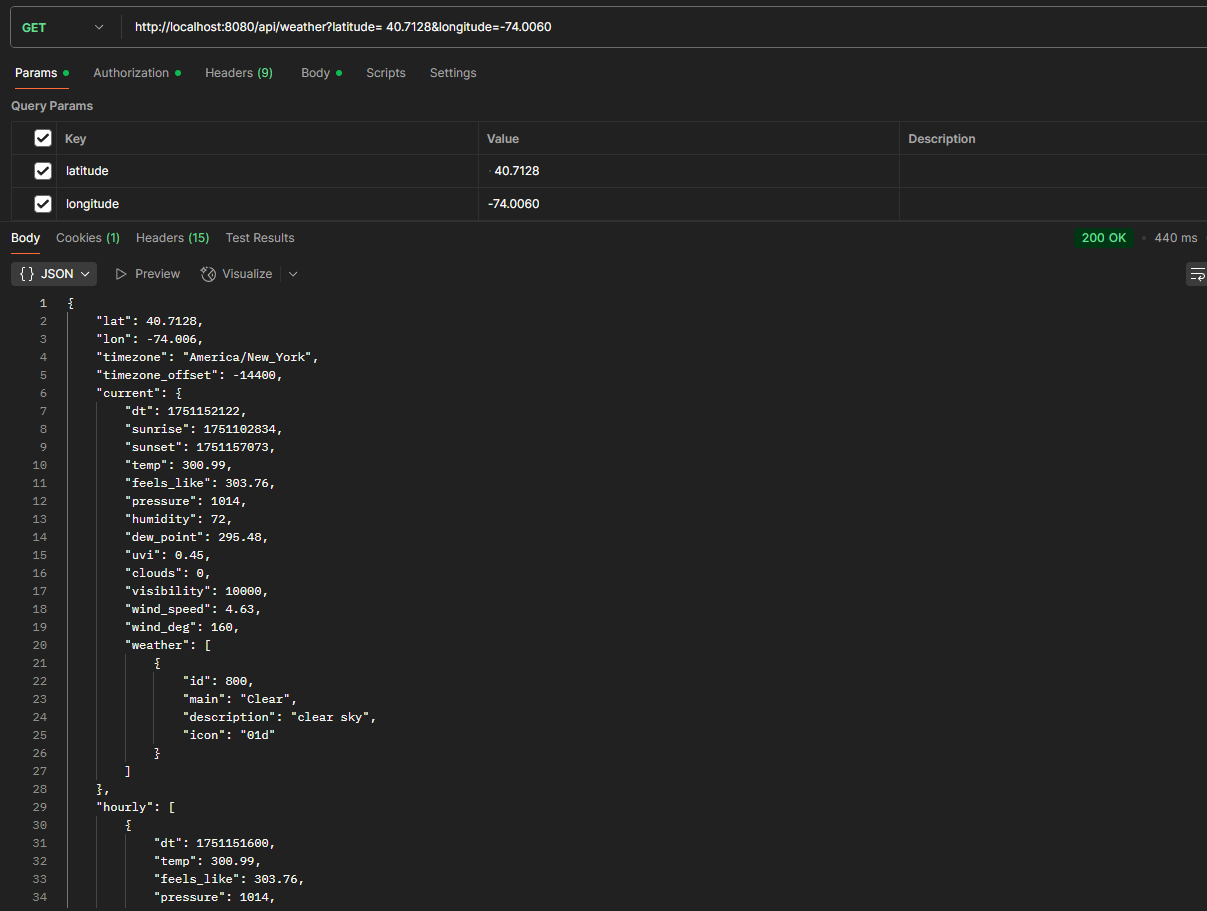 GET http://localhost:8080/api/weather?latitude= 40.7128&longitude=-74.0060
Params Authorization Headers (9) Body Scripts Settings
Query Params
Key Value Description
latitude 40.7128
longitude -74.0060
Body Cookies (1) Headers (15) Test Results 200 OK 440 ms
{} JSON Preview Visualize
1 {
2 "lat": 40.7128,
3 "lon": -74.006,
4 "timezone": "America/New_York",
5 "timezone_offset": -14400,
6 "current": {
7 "dt": 1751152122,
8 "sunrise": 1751102834,
9 "sunset": 1751157073,
10 "temp": 300.99,
11 "feels_like": 303.76,
12 "pressure": 1014,
13 "humidity": 72,
14 "dew_point": 295.48,
15 "uvi": 0.45,
16 "clouds": 0,
17 "visibility": 10000,
18 "wind_speed": 4.63,
19 "wind_deg": 160,
20 "weather": [
21 {
22 "id": 800,
23 "main": "Clear",
24 "description": "clear sky",
25 "icon": "01d"
26 }
27 ]
28 },
29 "hourly": [
30 {
31 "dt": 1751151600,
32 "temp": 300.99,
33 "feels_like": 303.76,
34 "pressure": 1014,